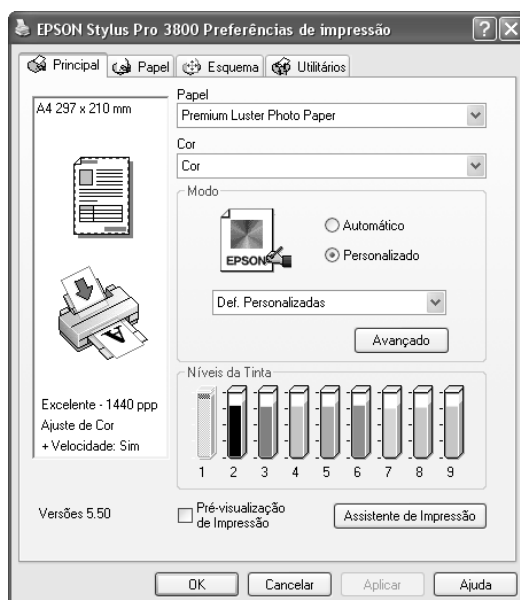 EPSON Stylus Pro 3800 Preferências de impressão
Principal
Papel
Esquema
Utilitários
A4 297 x 210 mm
Papel
Premium Luster Photo Paper
Cor
Cor
Modo
EPSON
Automático
Personalizado
Def. Personalizadas
Avançado
A
Excelente - 1440 ppp
Ajuste de Cor
+ Velocidade: Sim
Níveis da Tinta
1 2 3 4 5 6 7 8 9
Versões 5.50
Pré-visualização
de Impressão
Assistente de Impressão
OK Cancelar Aplicar Ajuda